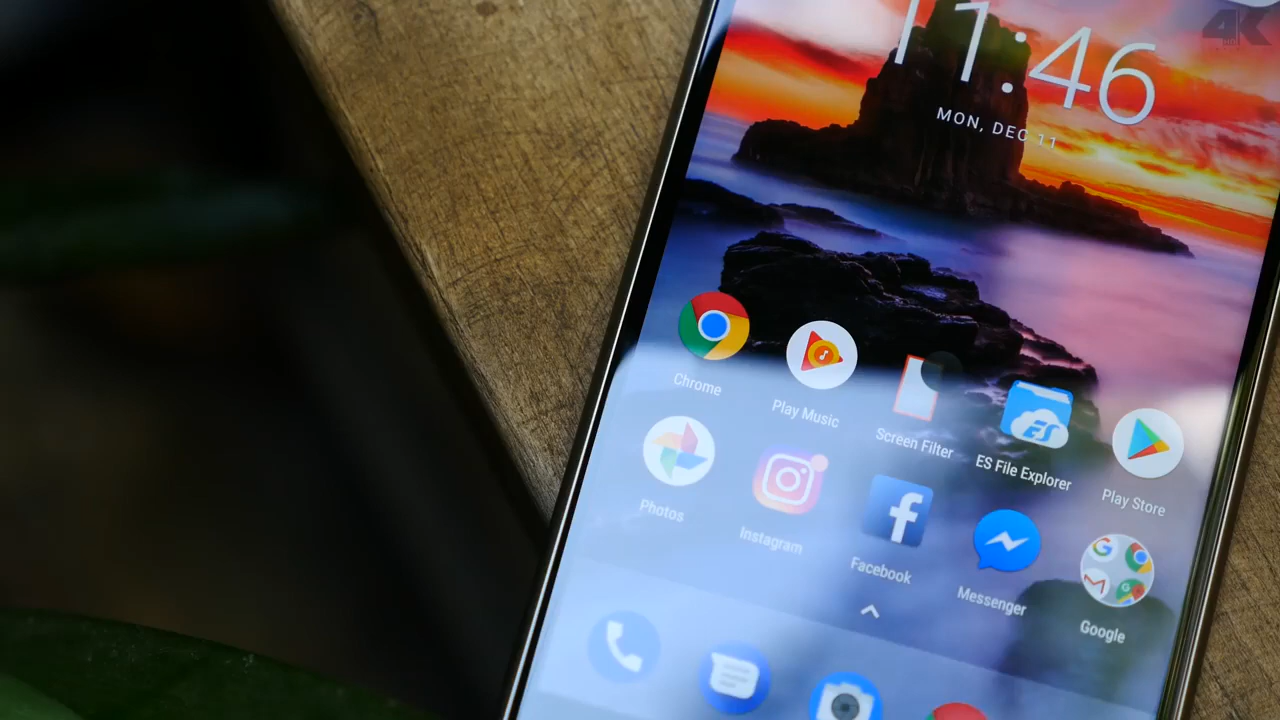 4K
11:46
MON, DEC 11
Chrome
Play Music
Screen Filter
ES File Explorer
Play Store
Photos
Instagram
Facebook
Messenger
Google